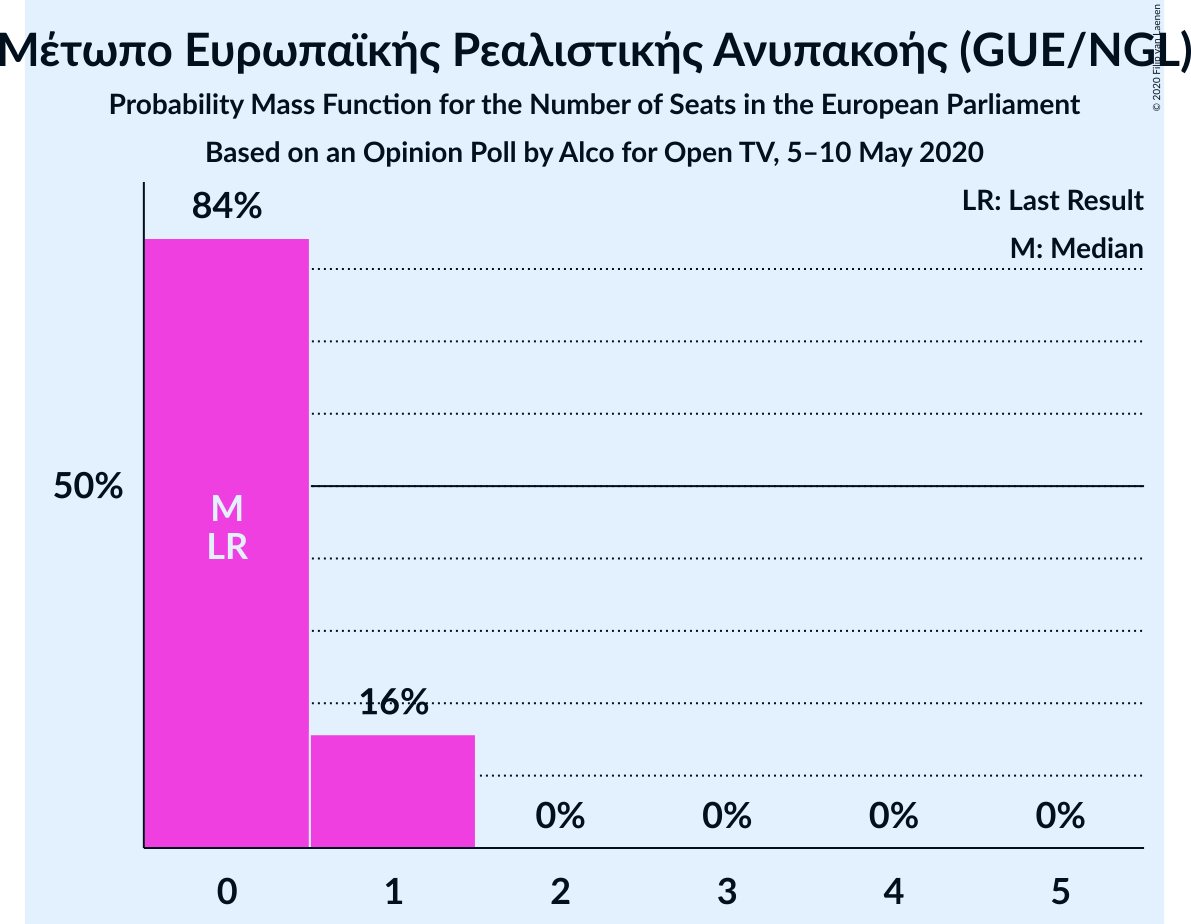 Μέτωπο Ευρωπαϊκής Ρεαλιστικής Ανυπακοής (GUE/NGL)
© 2020 Filip van Laenen
Probability Mass Function for the Number of Seats in the European Parliament
Based on an Opinion Poll by Alco for Open TV, 5–10 May 2020
LR: Last Result
M: Median
84%
50%
M
LR
16%
0% 0% 0% 0%
0 1 2 3 4 5